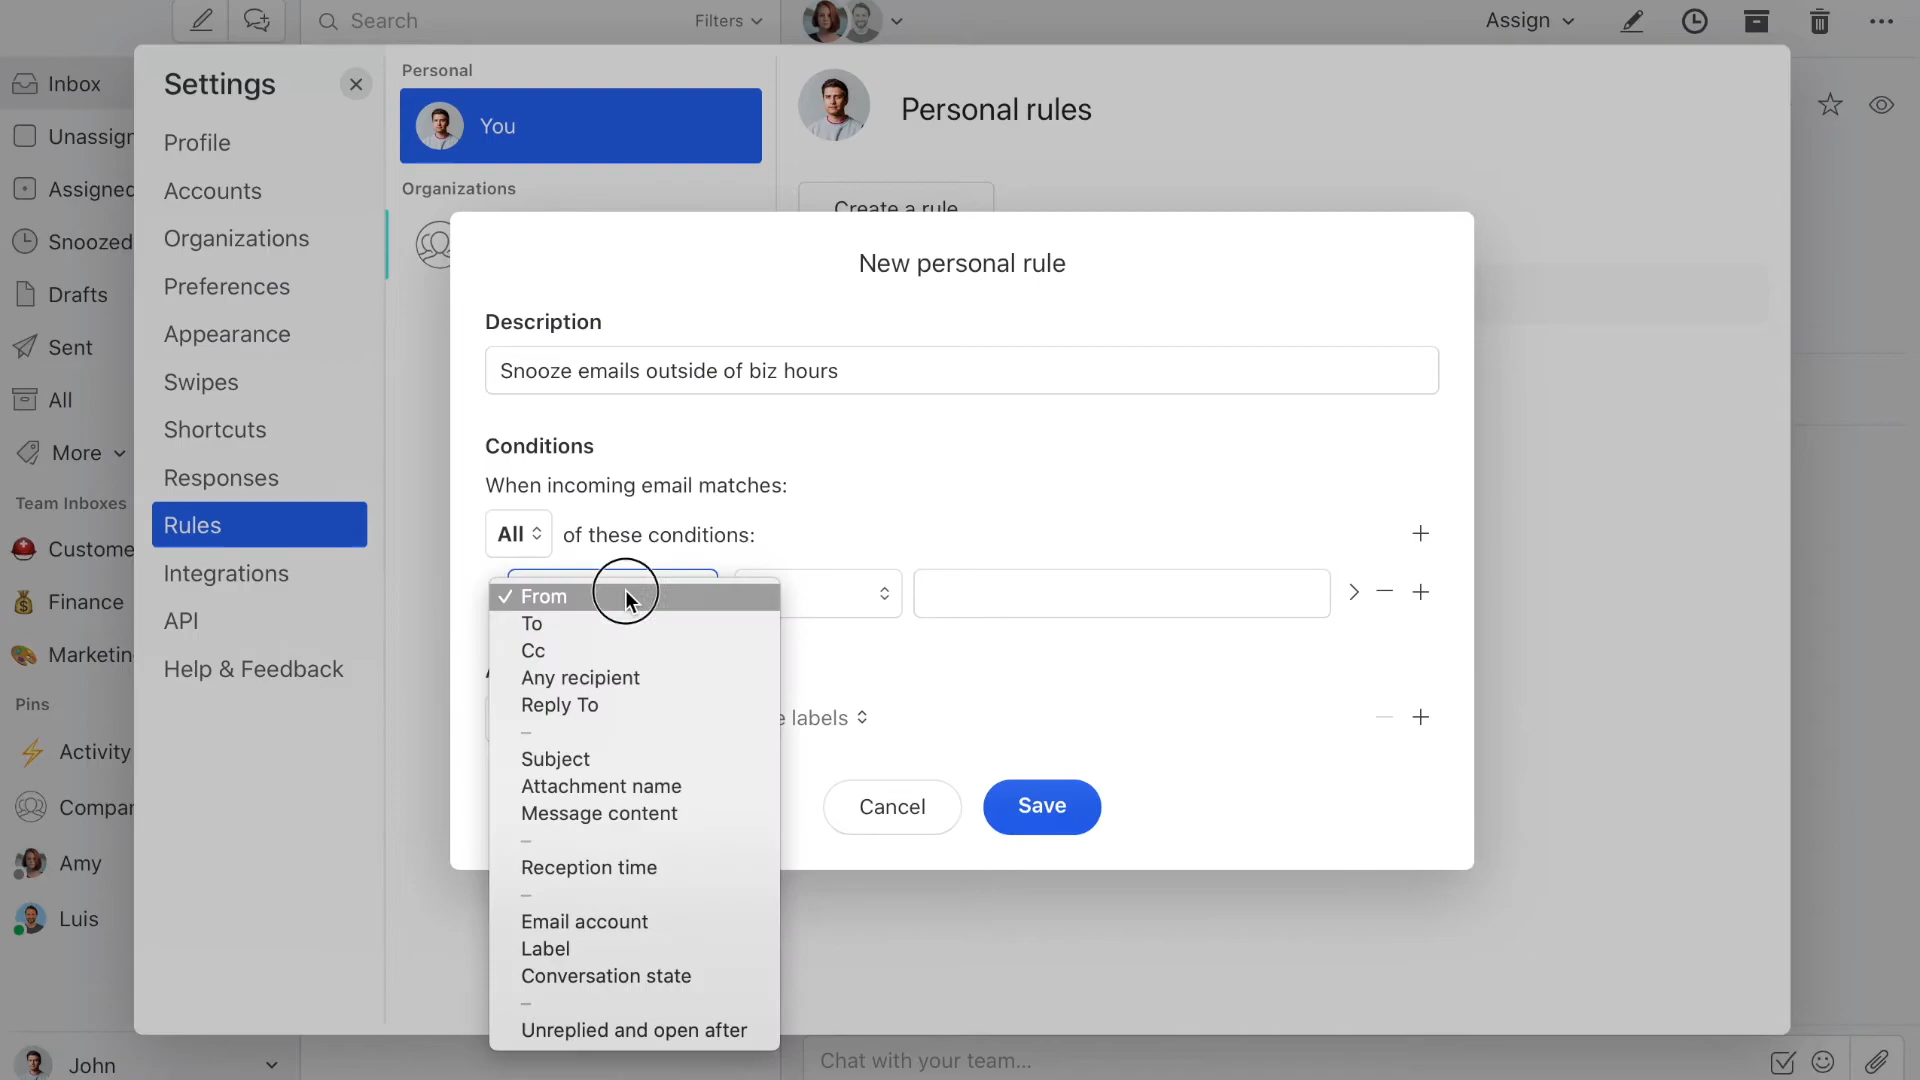 Search
Filters
Assign
Inbox
Unassign
Assigned
Snoozed
Drafts
Sent
All
More
Team Inboxes
Custome
Finance
Marketin
Pins
Activity
Compar
Amy
Luis
John
Settings
Profile
Accounts
Organizations
Preferences
Appearance
Swipes
Shortcuts
Responses
Rules
Integrations
API
Help & Feedback
Personal
You
Organizations
Personal rules
Create a rule
New personal rule
Description
Snooze emails outside of biz hours
Conditions
When incoming email matches:
All of these conditions:
✓ From
To
Cc
Any recipient
Reply To
–
Subject
Attachment name
Message content
–
Reception time
–
Email account
Label
Conversation state
–
Unreplied and open after
labels
Cancel
Save
Chat with your team...